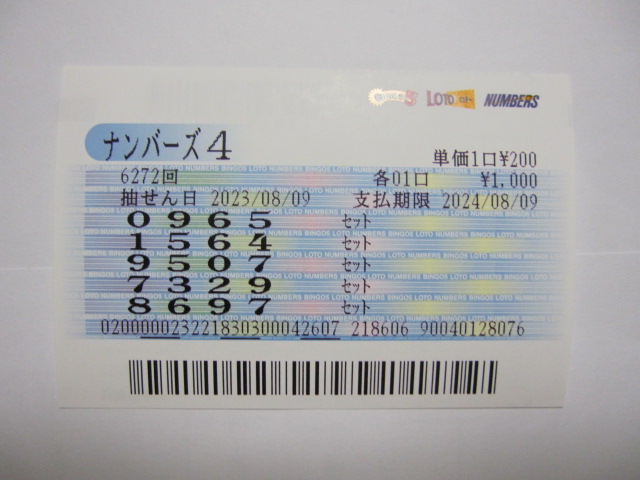 LOTO NUMBERS
ナンバーズ4
単価1口¥200
6272回 各01口 ¥1,000
抽せん日 2023/08/09 支払期限 2024/08/09
0965 セット
1564 セット
9507 セット
7329 セット
8697 セット
020000023221830300042607 218606 90040128076